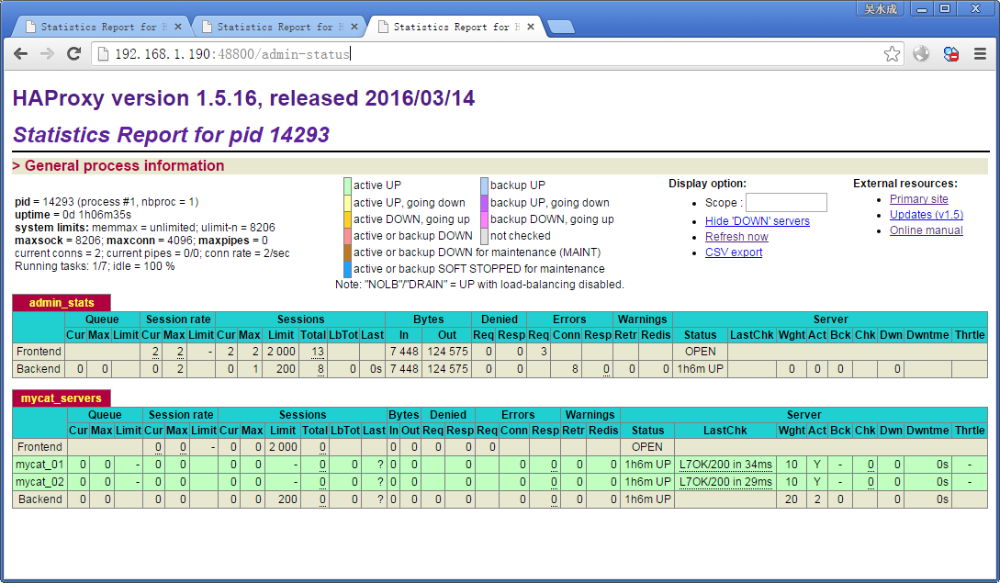 吴水成
Statistics Report for H
Statistics Report for H
Statistics Report for H
192.168.1.190:48800/admin-status
HAProxy version 1.5.16, released 2016/03/14
Statistics Report for pid 14293
> General process information
pid = 14293 (process #1, nbproc = 1)
uptime = 0d 1h06m35s
system limits: memmax = unlimited; ulimit-n = 8206
maxsock = 8206; maxconn = 4096; maxpipes = 0
current conns = 2; current pipes = 0/0; conn rate = 2/sec
Running tasks: 1/7; idle = 100 %
active UP backup UP
active UP, going down backup UP, going down
active DOWN, going up backup DOWN, going up
active or backup DOWN not checked
active or backup DOWN for maintenance (MAINT)
active or backup SOFT STOPPED for maintenance
Note: "NOLB"/"DRAIN" = UP with load-balancing disabled.
Display option:
Scope :
Hide 'DOWN' servers
Refresh now
CSV export
External resources:
Primary site
Updates (v1.5)
Online manual
admin_stats
Queue Session rate Sessions Bytes Denied Errors Warnings Server
Cur Max Limit Cur Max Limit Cur Max Limit Total LbTot Last In Out Req Resp Req Conn Resp Retr Redis Status LastChk Wght Act Bck Chk Dwn Dwntme Thrtle
Frontend 2 2 - 2 2 2 000 13 7 448 124 575 0 0 3 OPEN
Backend 0 0 0 2 0 1 200 8 0 0s 7 448 124 575 0 0 8 0 0 0 1h6m UP 0 0 0 0
mycat_servers
Queue Session rate Sessions Bytes Denied Errors Warnings Server
Cur Max Limit Cur Max Limit Cur Max Limit Total LbTot Last In Out Req Resp Req Conn Resp Retr Redis Status LastChk Wght Act Bck Chk Dwn Dwntme Thrtle
Frontend 0 0 - 0 0 2 000 0 0 0 0 0 0 OPEN
mycat_01 0 0 - 0 0 0 0 - 0 0 ? 0 0 0 0 0 0 0 1h6m UP L7OK/200 in 34ms 10 Y - 0 0 0s -
mycat_02 0 0 - 0 0 0 0 - 0 0 ? 0 0 0 0 0 0 0 1h6m UP L7OK/200 in 29ms 10 Y - 0 0 0s -
Backend 0 0 0 0 0 0 200 0 0 ? 0 0 0 0 0 0 0 0 1h6m UP 20 2 0 0 0s